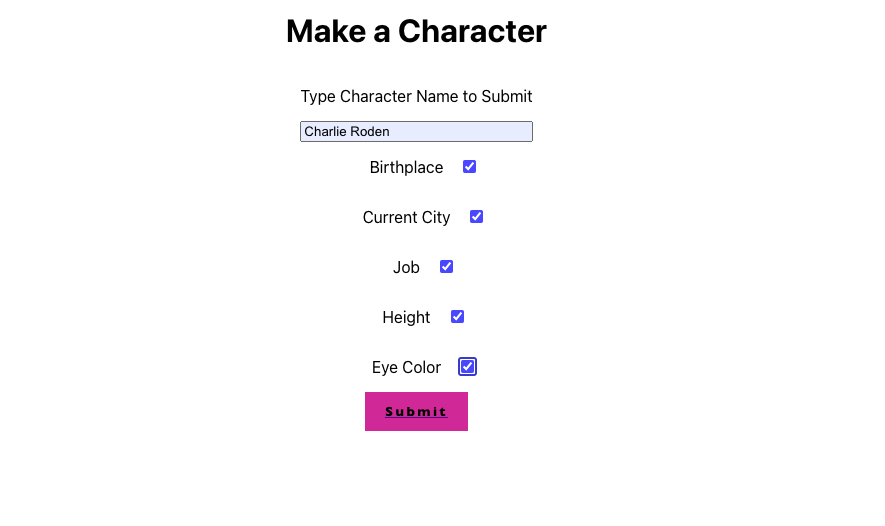 Make a Character
Type Character Name to Submit
Charlie Roden
Birthplace
Current City
Job
Height
Eye Color
Submit